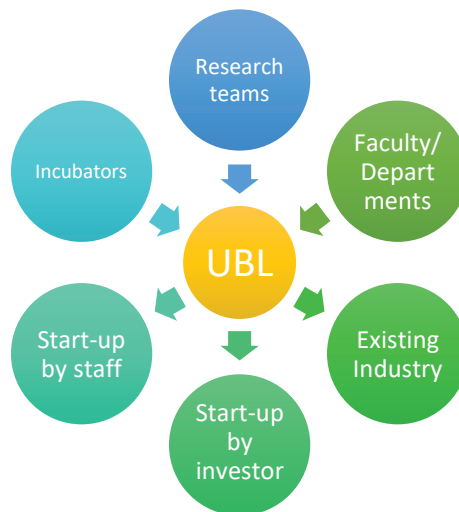 Research
teams
Incubators
Faculty/
Depart
ments
UBL
Start-up
by staff
Existing
Industry
Start-up
by
investor